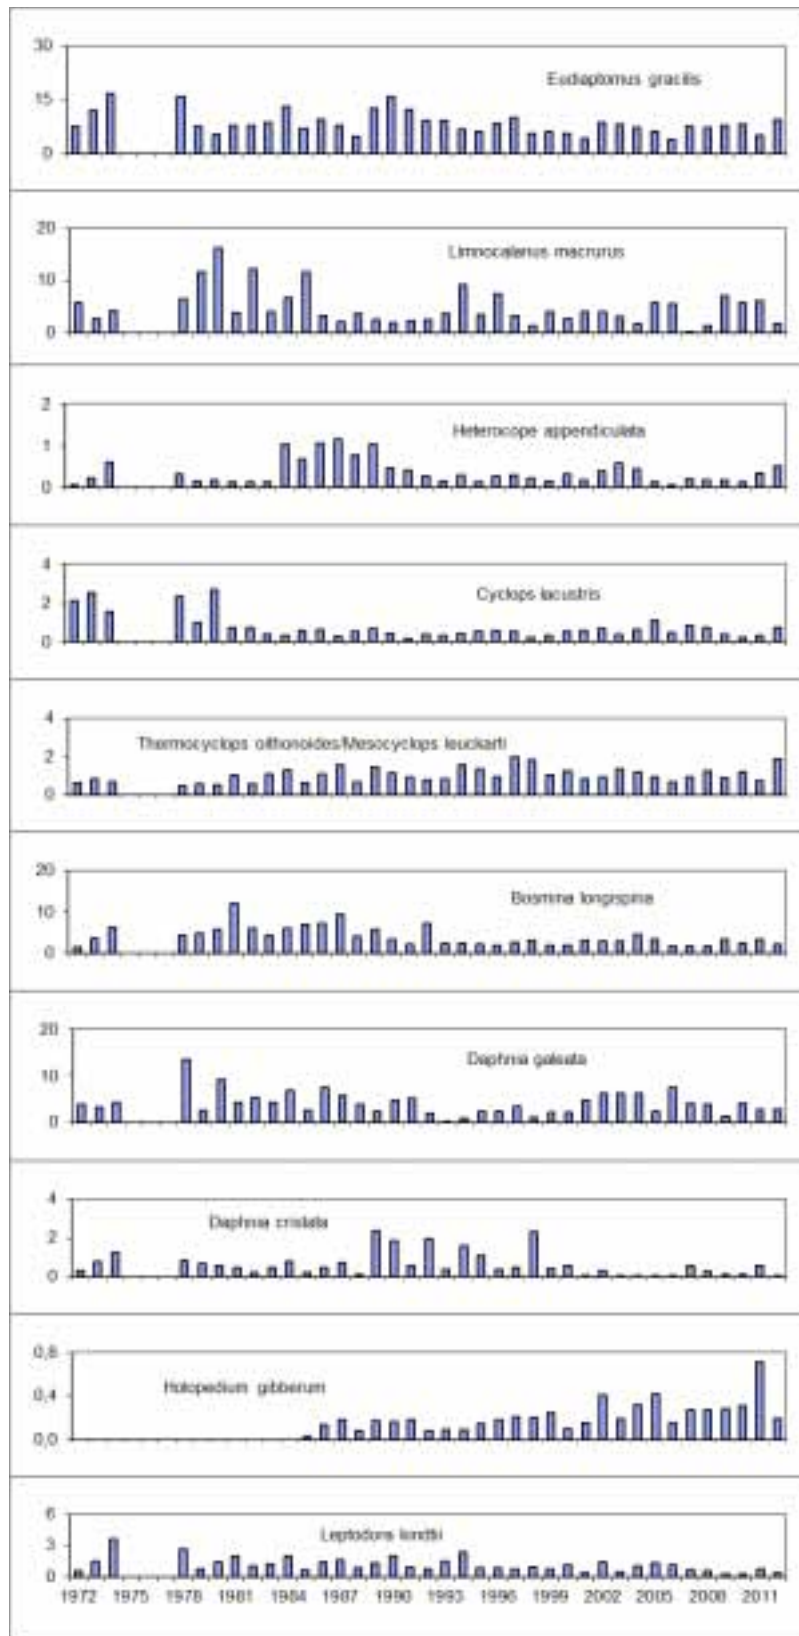 30
Eudiaptomus gracilis
15
0
20
Limnocalanus macrurus
10
0
2
Heterocope appendiculata
1
0
4
Cyclops lacustris
2
0
4
Thermocyclops oithonoides/Mesocyclops leuckarti
2
0
20
Bosmina longispina
10
0
20
Daphnia galeata
10
0
4
Daphnia cristata
2
0
0,8
Holopedium gibberum
0,4
0,0
6
Leptodora kindtii
3
0
1972 1975 1978 1981 1984 1987 1990 1993 1996 1999 2002 2005 2008 2011